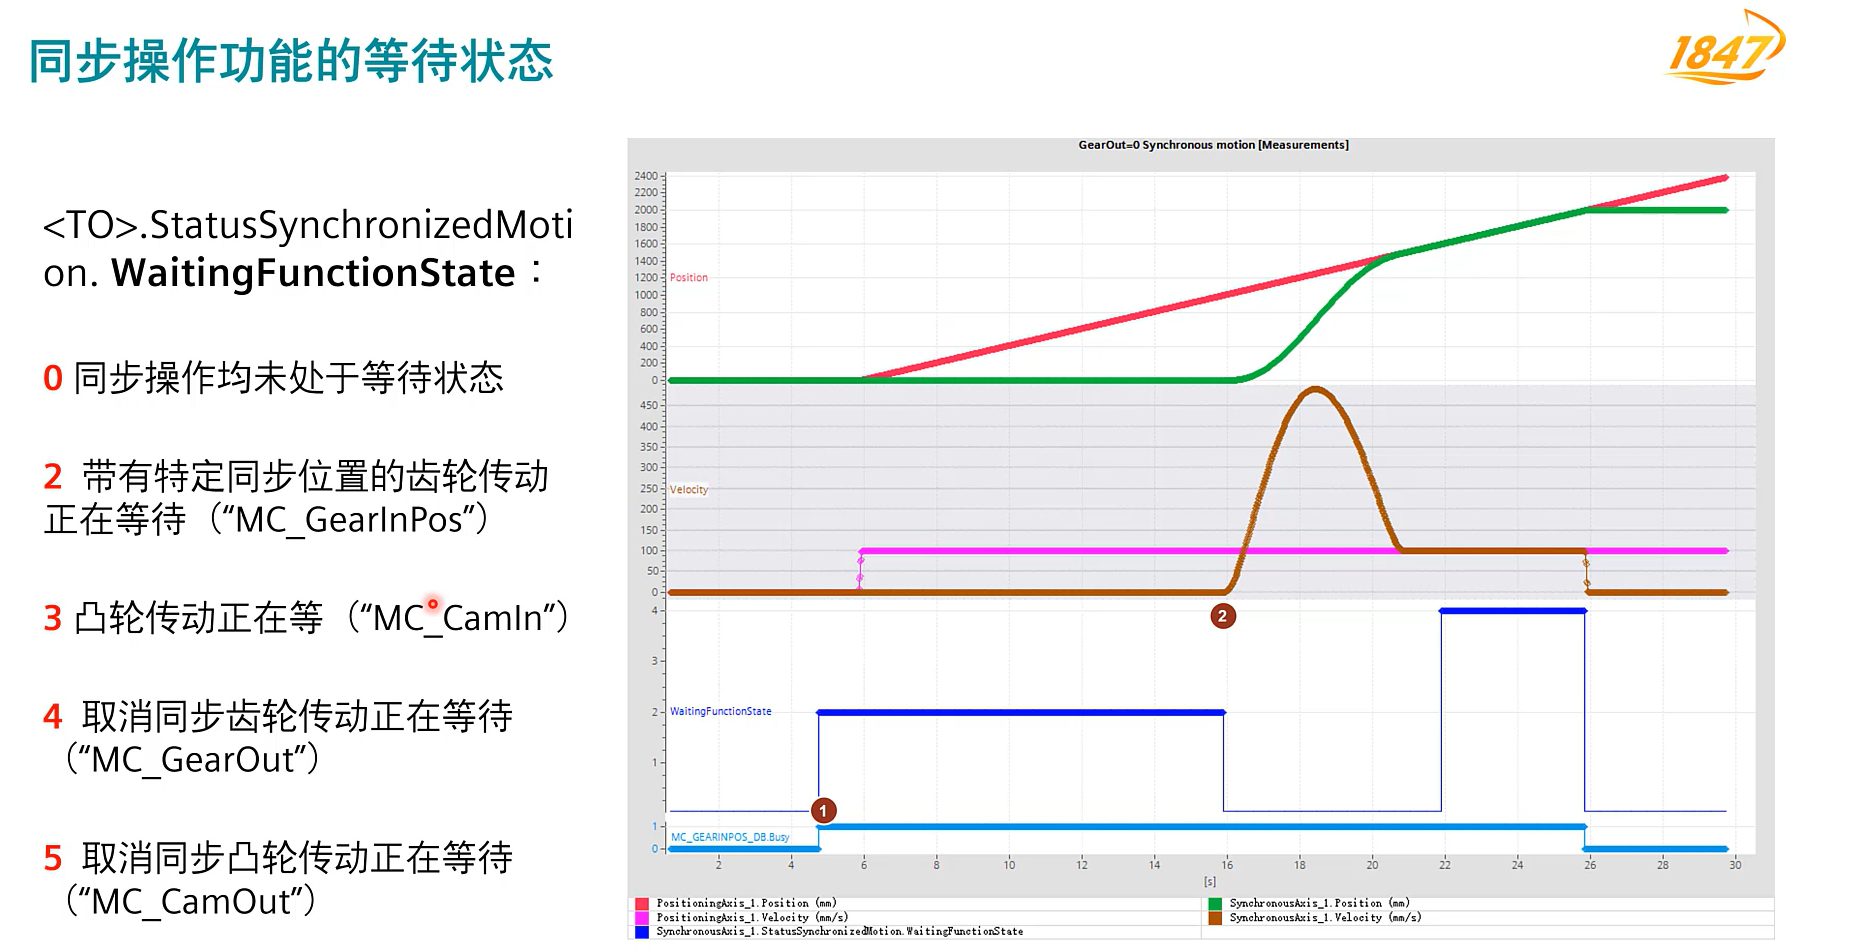 同步操作功能的等待状态
1847
<TO>.StatusSynchronizedMoti
on. WaitingFunctionState：
0 同步操作均未处于等待状态
2 带有特定同步位置的齿轮传动
正在等待（“MC_GearInPos”）
3 凸轮传动正在等（“MC_CamIn”）
4 取消同步齿轮传动正在等待
（“MC_GearOut”）
5 取消同步凸轮传动正在等待
（“MC_CamOut”）
GearOut=0 Synchronous motion [Measurements]
2400
2200
2000
1800
1600
1400
1200
1000
800
600
400
200
0
Position
450
400
350
300
250
200
150
100
50
0
Velocity
4
3
2
1
WaitingFunctionState
1
2
1
0
MC_GEARINPOS_DB.Busy
2 4 6 8 10 12 14 16 18 20 22 24 26 28 30
[s]
PositioningAxis_1.Position (mm)
SynchronousAxis_1.Position (mm)
PositioningAxis_1.Velocity (mm/s)
SynchronousAxis_1.Velocity (mm/s)
SynchronousAxis_1.StatusSynchronizedMotion.WaitingFunctionState